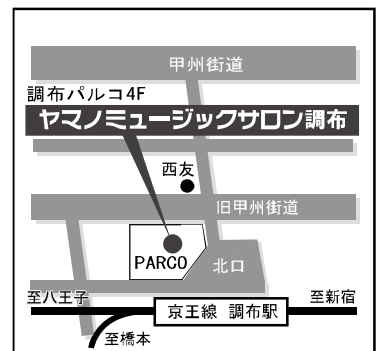 甲州街道
調布パルコ4F
ヤマノミュージックサロン調布
西友
旧甲州街道
PARCO
北口
至八王子
京王線 調布駅
至新宿
至橋本